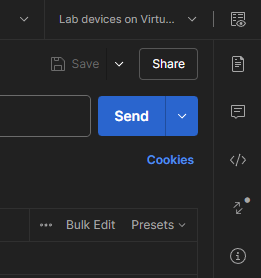 Lab devices on Virtu...
Save
Share
Send
Cookies
Bulk Edit Presets